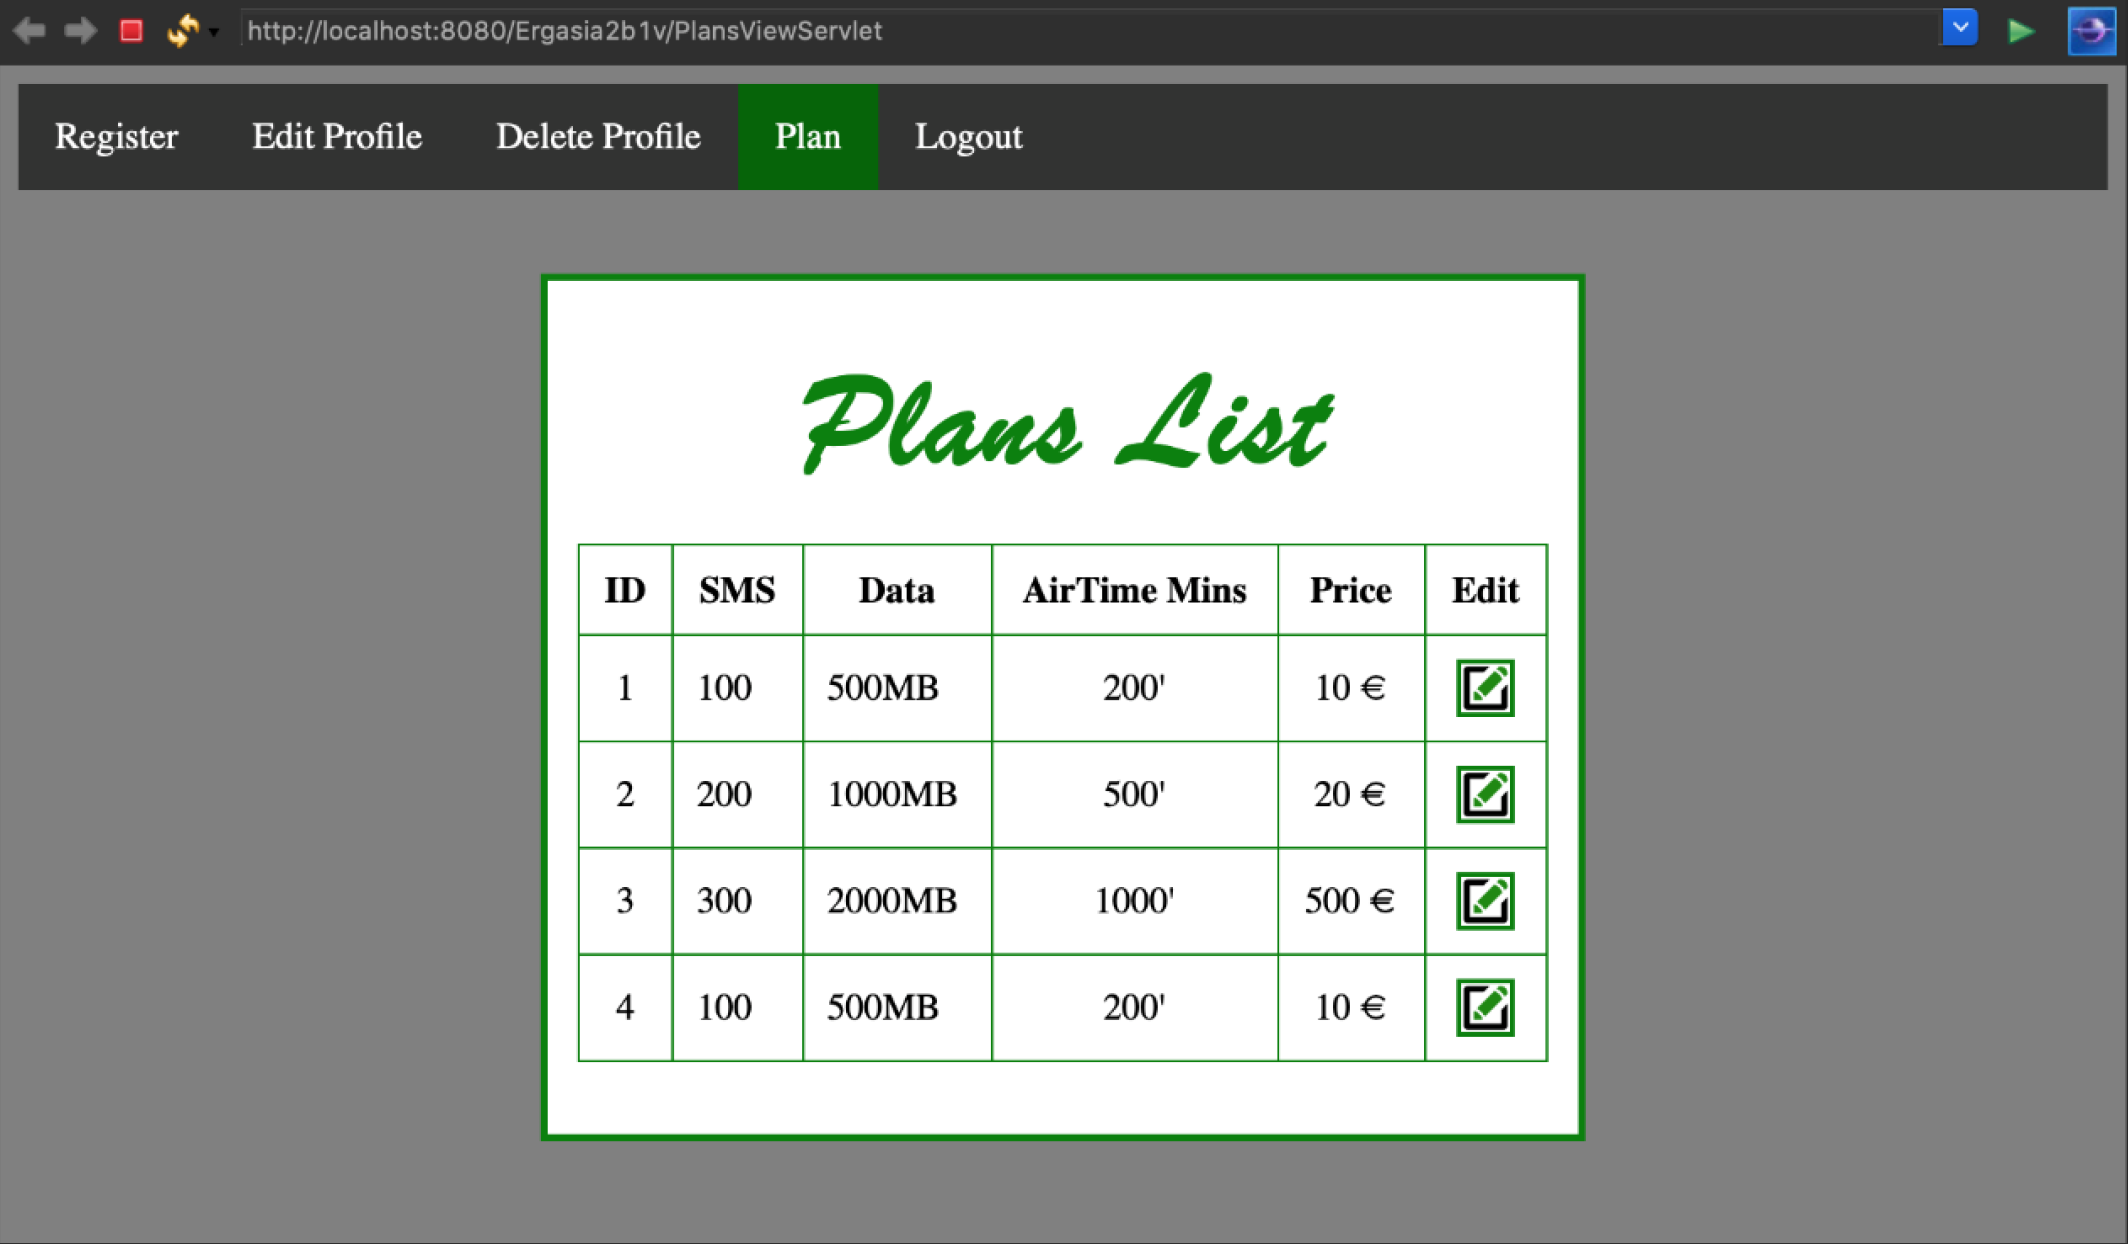 http://localhost:8080/Ergasia2b1v/PlansViewServlet
Register Edit Profile Delete Profile Plan Logout
Plans List
ID SMS Data AirTime Mins Price Edit
1 100 500MB 200' 10 €
2 200 1000MB 500' 20 €
3 300 2000MB 1000' 500 €
4 100 500MB 200' 10 €